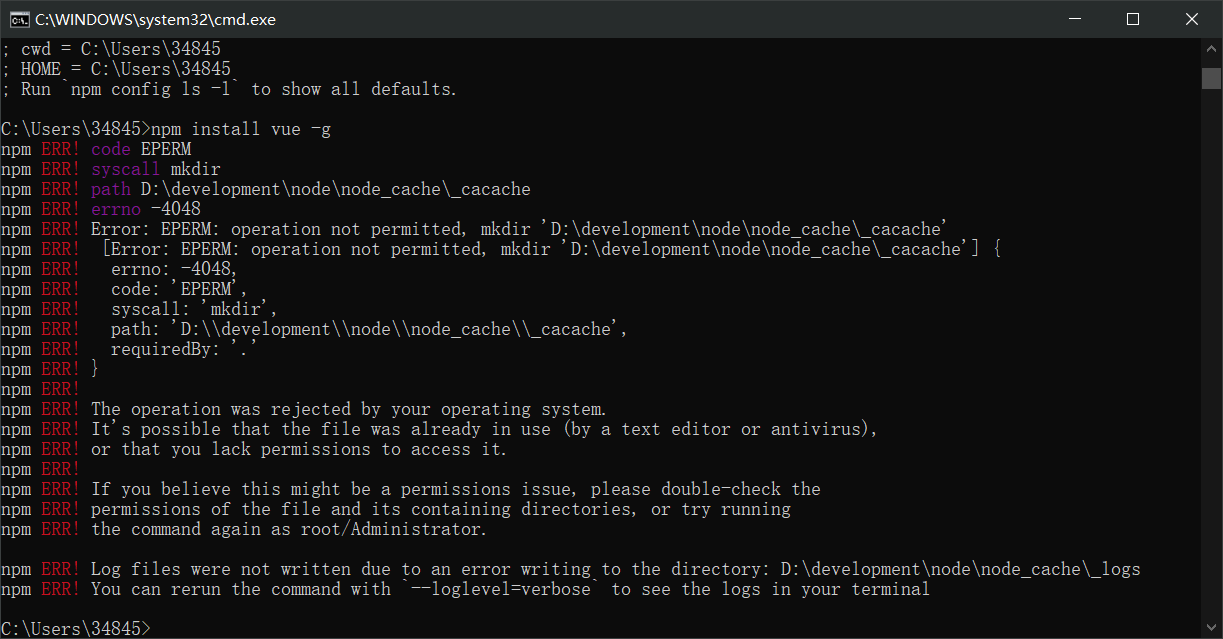 C:\WINDOWS\system32\cmd.exe
; cwd = C:\Users\34845
; HOME = C:\Users\34845
; Run `npm config ls -l` to show all defaults.
C:\Users\34845>npm install vue -g
npm ERR! code EPERM
npm ERR! syscall mkdir
npm ERR! path D:\development\node\node_cache\_cacache
npm ERR! errno -4048
npm ERR! Error: EPERM: operation not permitted, mkdir 'D:\development\node\node_cache\_cacache'
npm ERR!  [Error: EPERM: operation not permitted, mkdir 'D:\development\node\node_cache\_cacache'] {
npm ERR!   errno: -4048,
npm ERR!   code: 'EPERM',
npm ERR!   syscall: 'mkdir',
npm ERR!   path: 'D:\\development\\node\\node_cache\\_cacache',
npm ERR!   requiredBy: '.'
npm ERR! }
npm ERR!
npm ERR! The operation was rejected by your operating system.
npm ERR! It's possible that the file was already in use (by a text editor or antivirus),
npm ERR! or that you lack permissions to access it.
npm ERR!
npm ERR! If you believe this might be a permissions issue, please double-check the
npm ERR! permissions of the file and its containing directories, or try running
npm ERR! the command again as root/Administrator.
npm ERR! Log files were not written due to an error writing to the directory: D:\development\node\node_cache\_logs
npm ERR! You can rerun the command with `--loglevel=verbose` to see the logs in your terminal
C:\Users\34845>